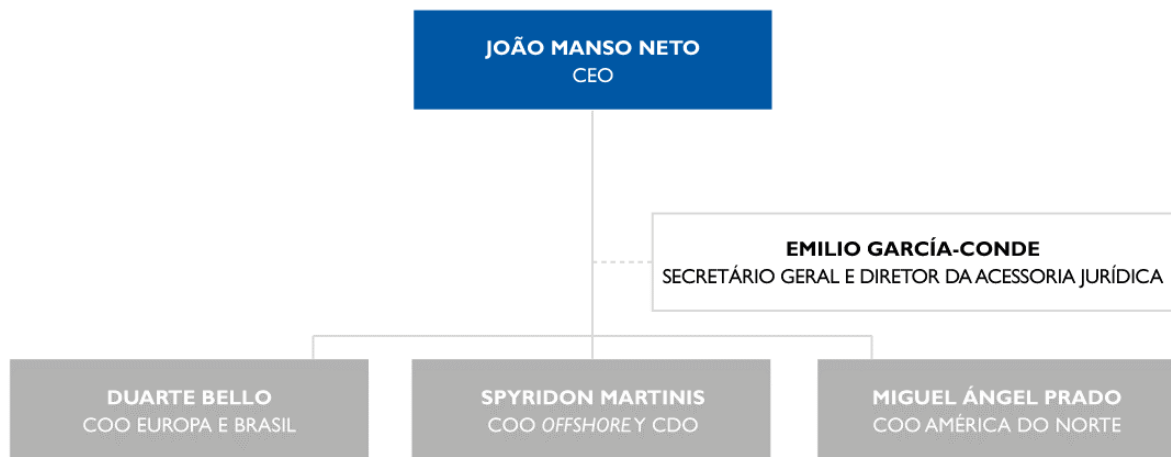 JOÃO MANSO NETO
CEO
EMILIO GARCÍA-CONDE
SECRETÁRIO GERAL E DIRETOR DA ACESSORIA JURÍDICA
DUARTE BELLO
COO EUROPA E BRASIL
SPYRIDON MARTINIS
COO OFFSHORE Y CDO
MIGUEL ÁNGEL PRADO
COO AMÉRICA DO NORTE